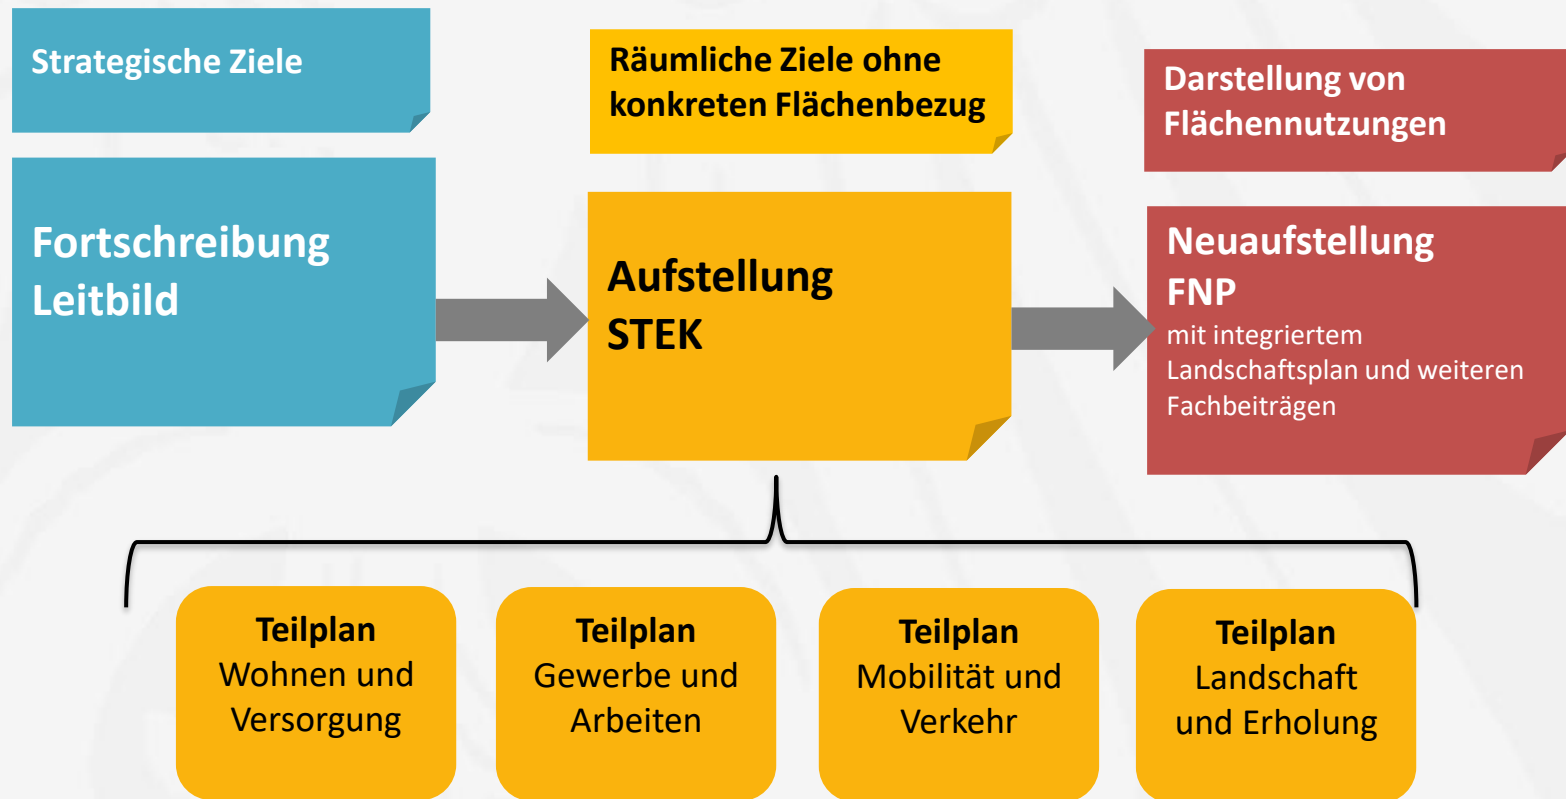 Strategische Ziele
Räumliche Ziele ohne
konkreten Flächenbezug
Darstellung von
Flächennutzungen
Fortschreibung
Leitbild
Aufstellung
STEK
Neuaufstellung
FNP
mit integriertem
Landschaftsplan und weiteren
Fachbeiträgen
Teilplan
Wohnen und
Versorgung
Teilplan
Gewerbe und
Arbeiten
Teilplan
Mobilität und
Verkehr
Teilplan
Landschaft
und Erholung